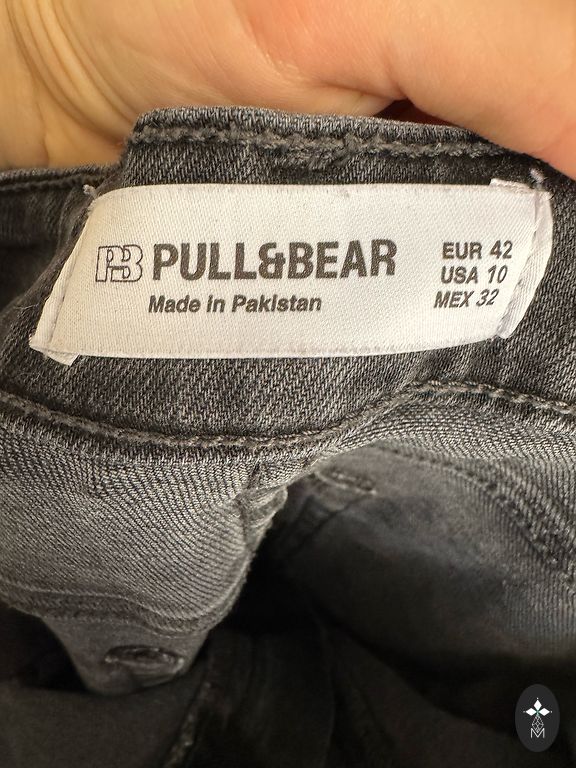 PB PULL&BEAR
Made in Pakistan
EUR 42
USA 10
MEX 32
M